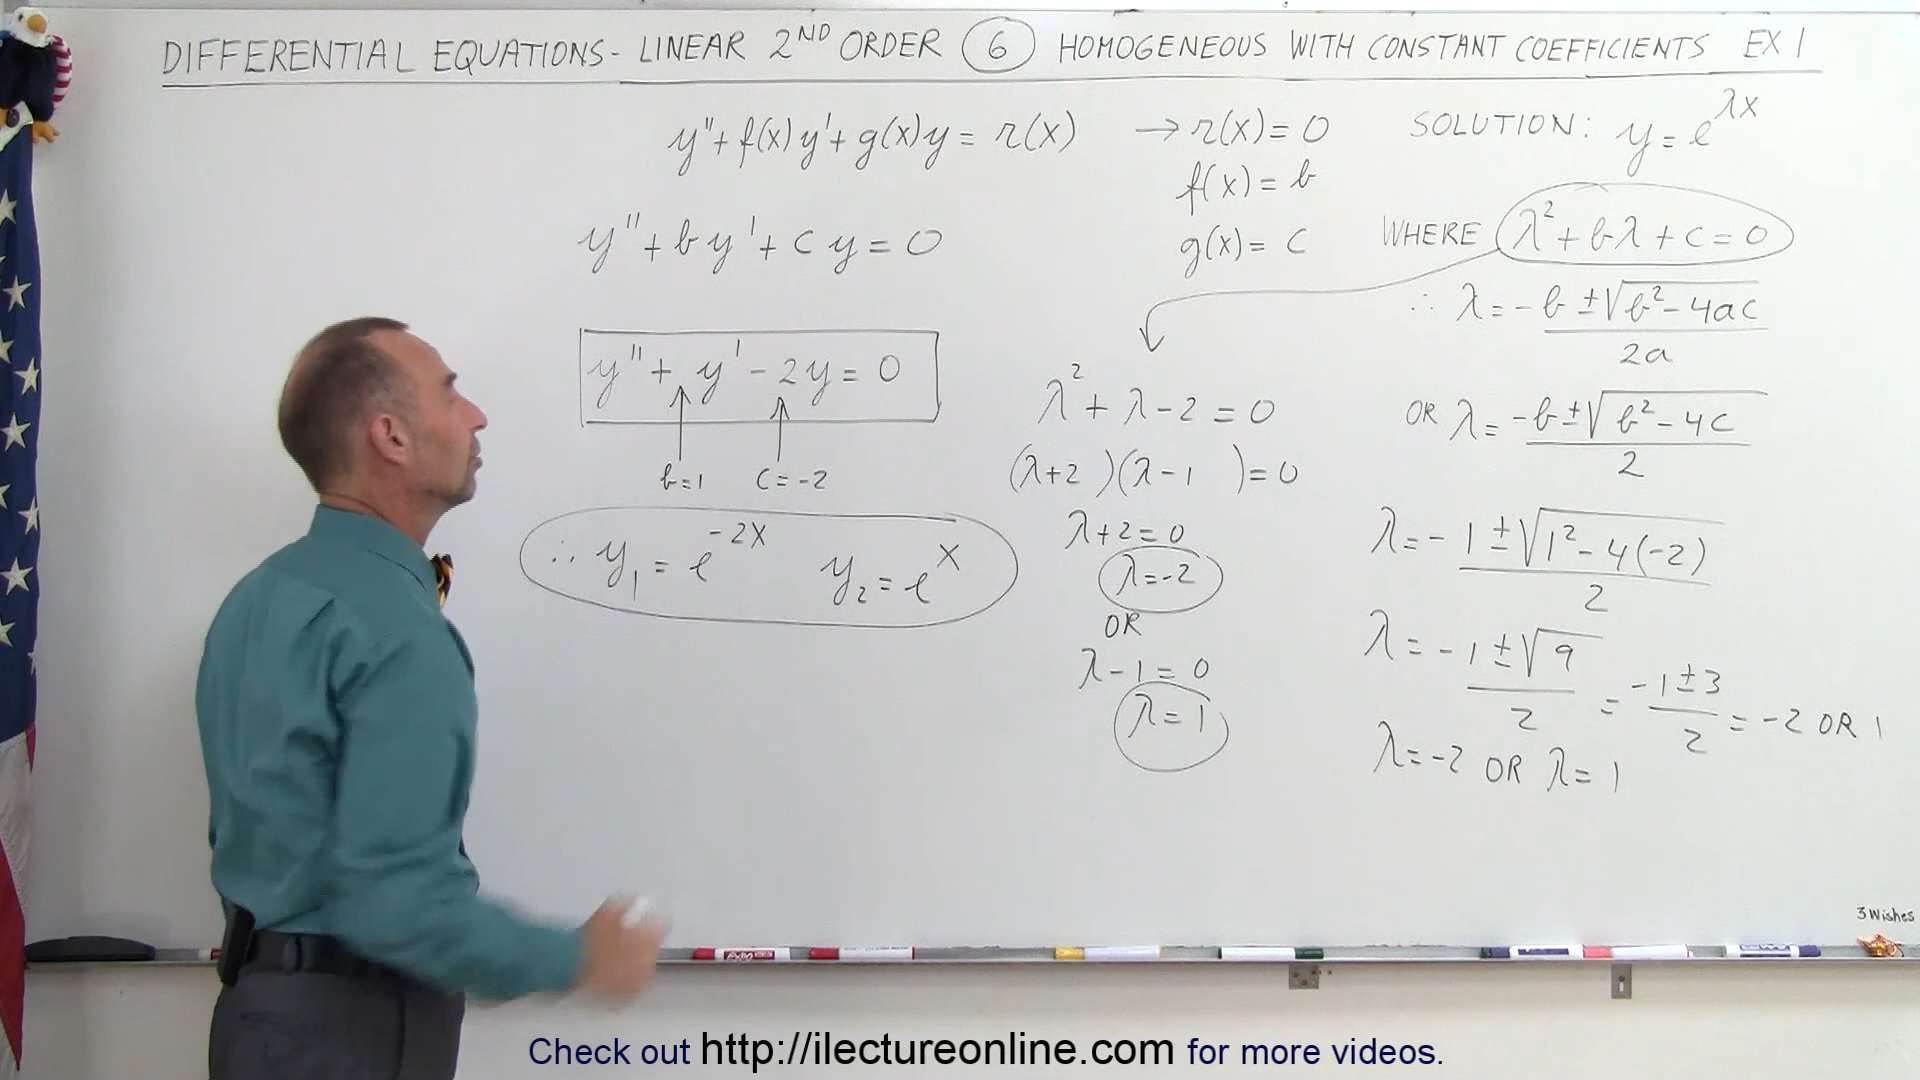 DIFFERENTIAL EQUATIONS - LINEAR 2ND ORDER 6 HOMOGENEOUS WITH CONSTANT COEFFICIENTS EX 1
y'' + f(x) y' + g(x) y = r(x) → r(x) = 0
f(x) = b
g(x) = c
y'' + b y' + c y = 0
y'' + y' - 2y = 0
b = 1 c = -2
∴ y₁ = e^(-2x) y₂ = e^x
λ² + λ - 2 = 0
(λ+2 )(λ-1 ) = 0
λ+2 = 0
λ = -2
OR
λ - 1 = 0
λ = 1
SOLUTION: y = e^(λx)
WHERE λ² + bλ + c = 0
∴ λ = -b ± √(b² - 4ac) / 2a
OR λ = -b ± √(b² - 4c) / 2
λ = -1 ± √(1² - 4(-2)) / 2
λ = -1 ± √9 / 2 = -1 ± 3 / 2 = -2 OR 1
λ = -2 OR λ = 1
3 Wishes
EXPO
Check out http://ilectureonline.com for more videos.